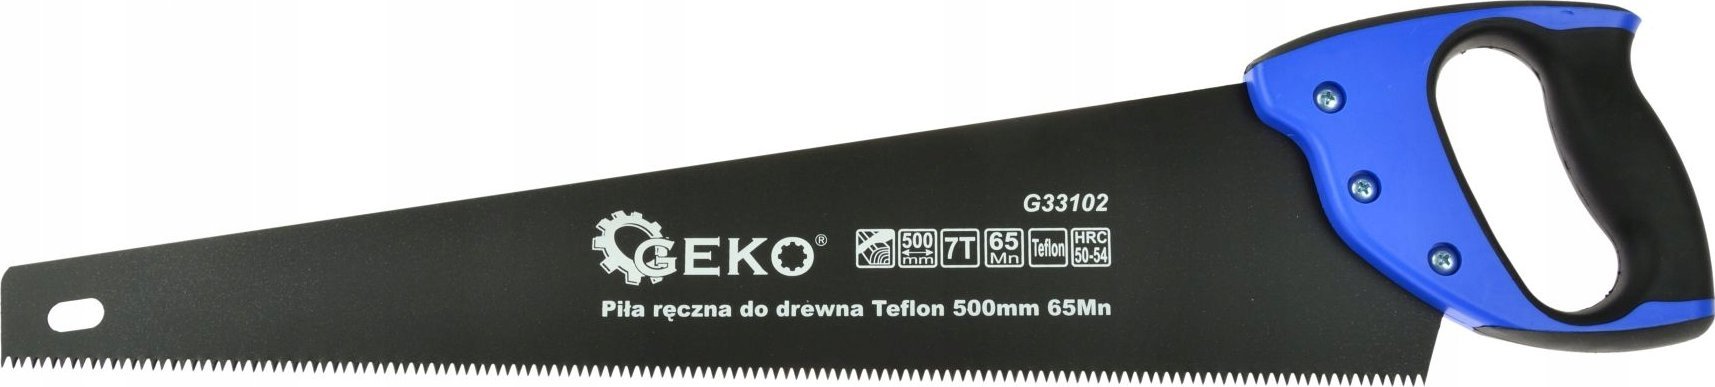 G33102
GEKO®
500 mm 7T 65 Mn Teflon HRC 50-54
Piła ręczna do drewna Teflon 500mm 65Mn